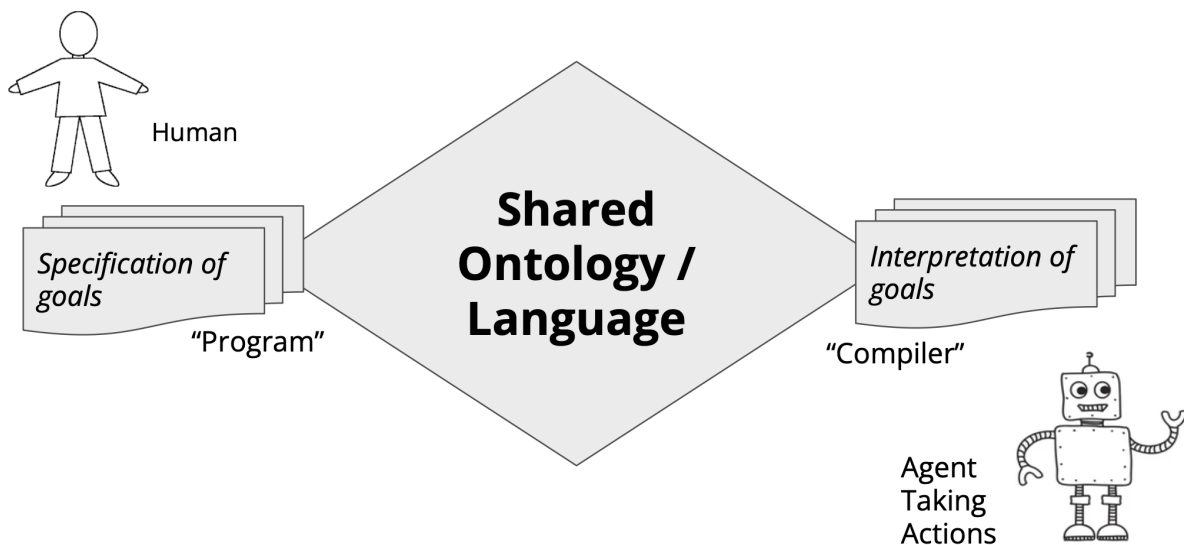 Human
Specification of
goals
“Program”
Shared
Ontology /
Language
Interpretation of
goals
“Compiler”
Agent
Taking
Actions